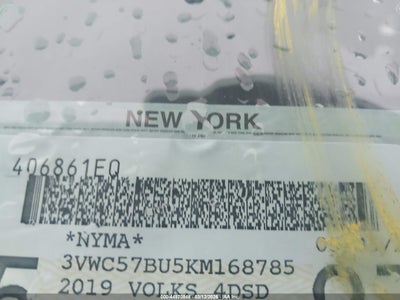 NEW YORK
406861EQ
*NYMA*
3VWC57BU5KM168785
2019 VOLKS 4DSD